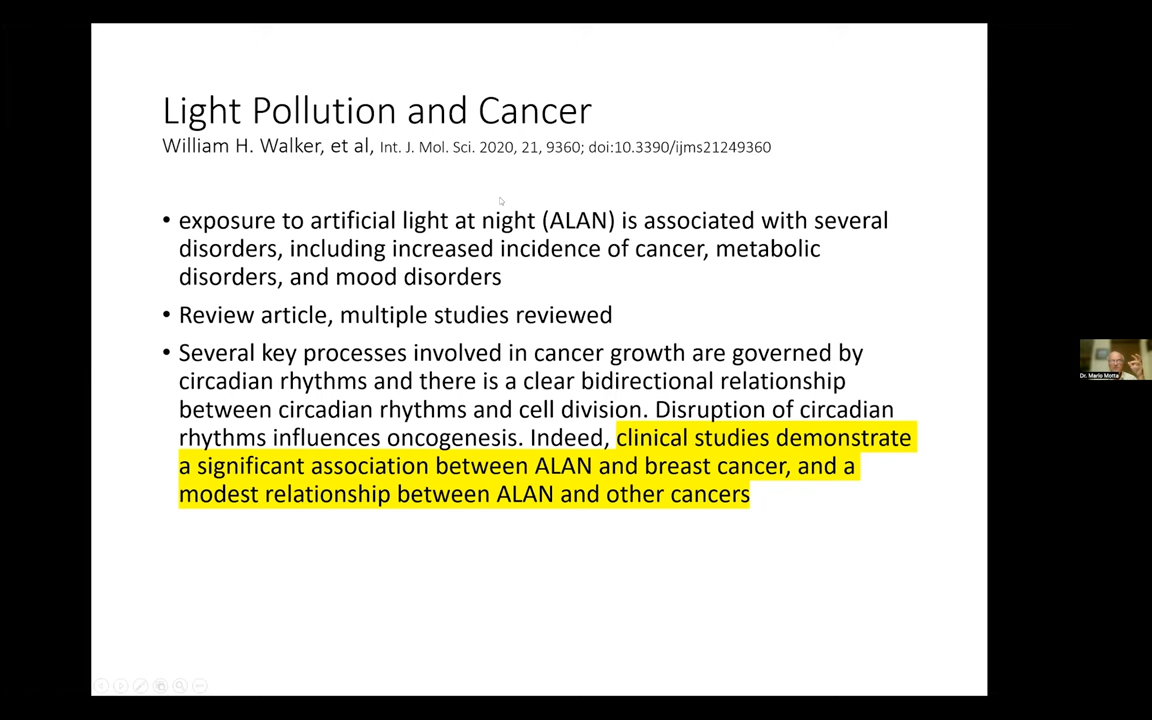 Light Pollution and Cancer
William H. Walker, et al, Int. J. Mol. Sci. 2020, 21, 9360; doi:10.3390/ijms21249360
• exposure to artificial light at night (ALAN) is associated with several
disorders, including increased incidence of cancer, metabolic
disorders, and mood disorders
• Review article, multiple studies reviewed
• Several key processes involved in cancer growth are governed by
circadian rhythms and there is a clear bidirectional relationship
between circadian rhythms and cell division. Disruption of circadian
rhythms influences oncogenesis. Indeed, clinical studies demonstrate
a significant association between ALAN and breast cancer, and a
modest relationship between ALAN and other cancers
Dr. Mario Motta